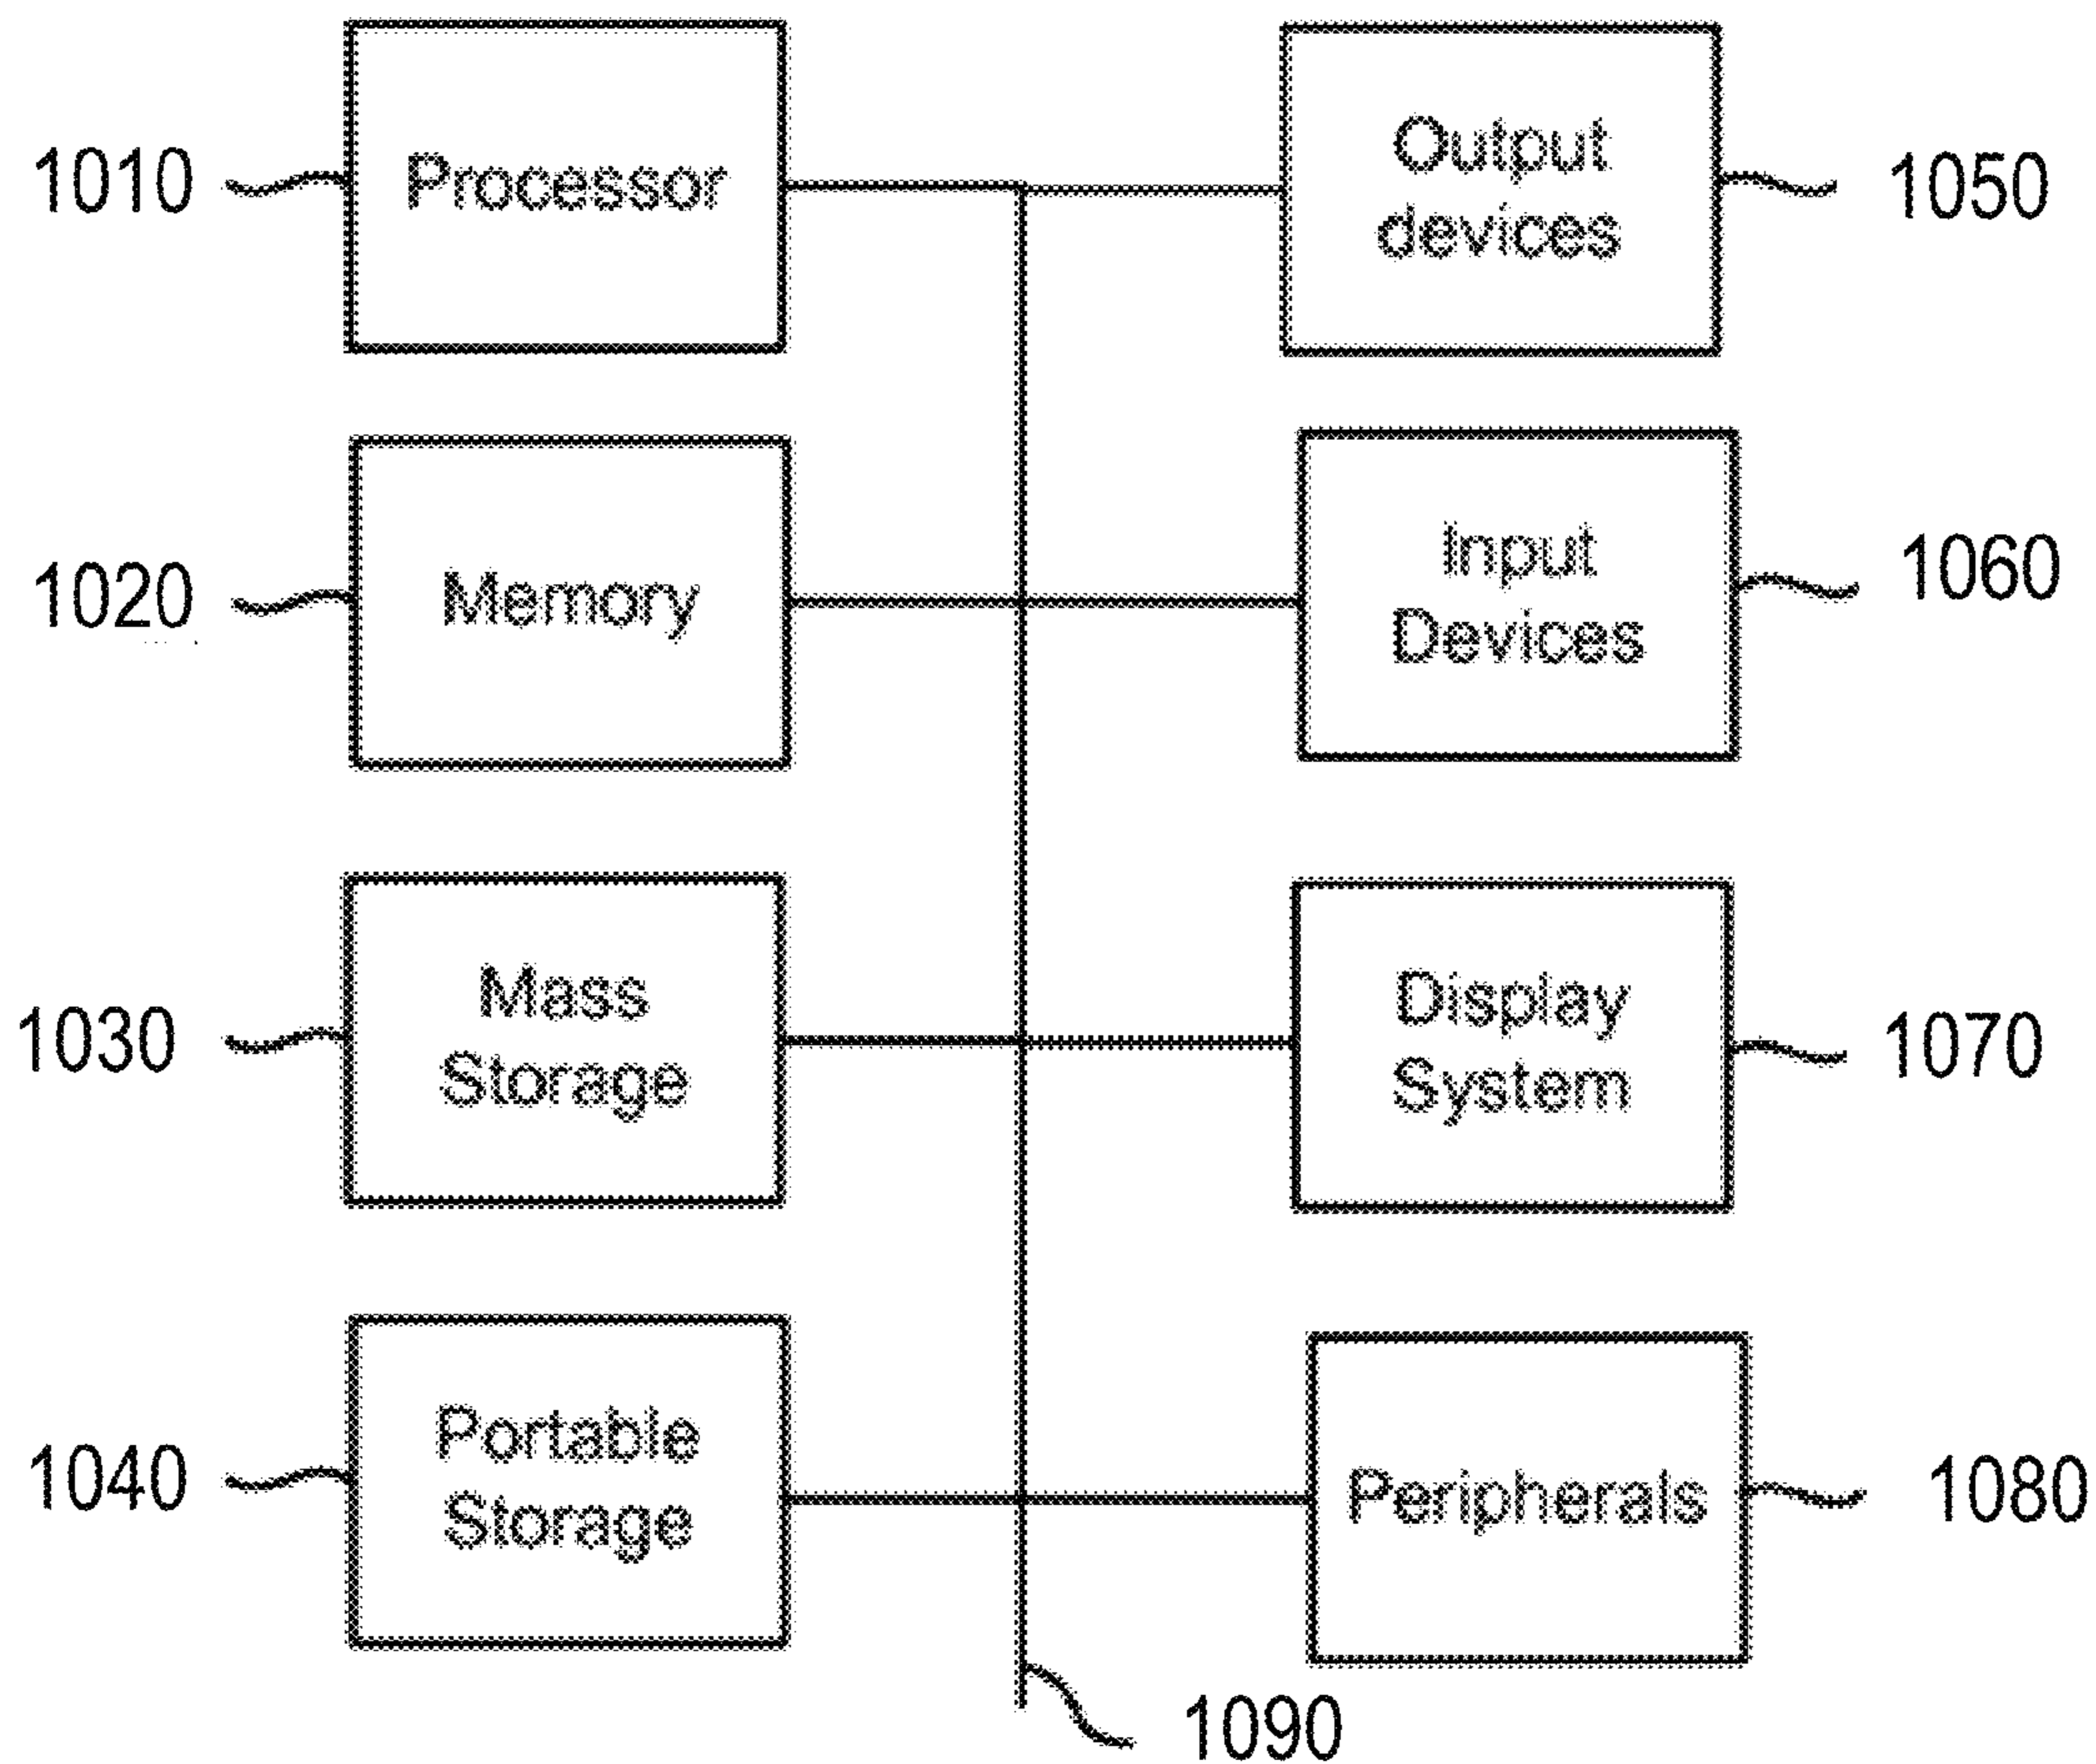 1010
Processor
Output
devices
1050
1020
Memory
Input
Devices
1060
1030
Mass
Storage
Display
System
1070
1040
Portable
Storage
Peripherals
1080
1090